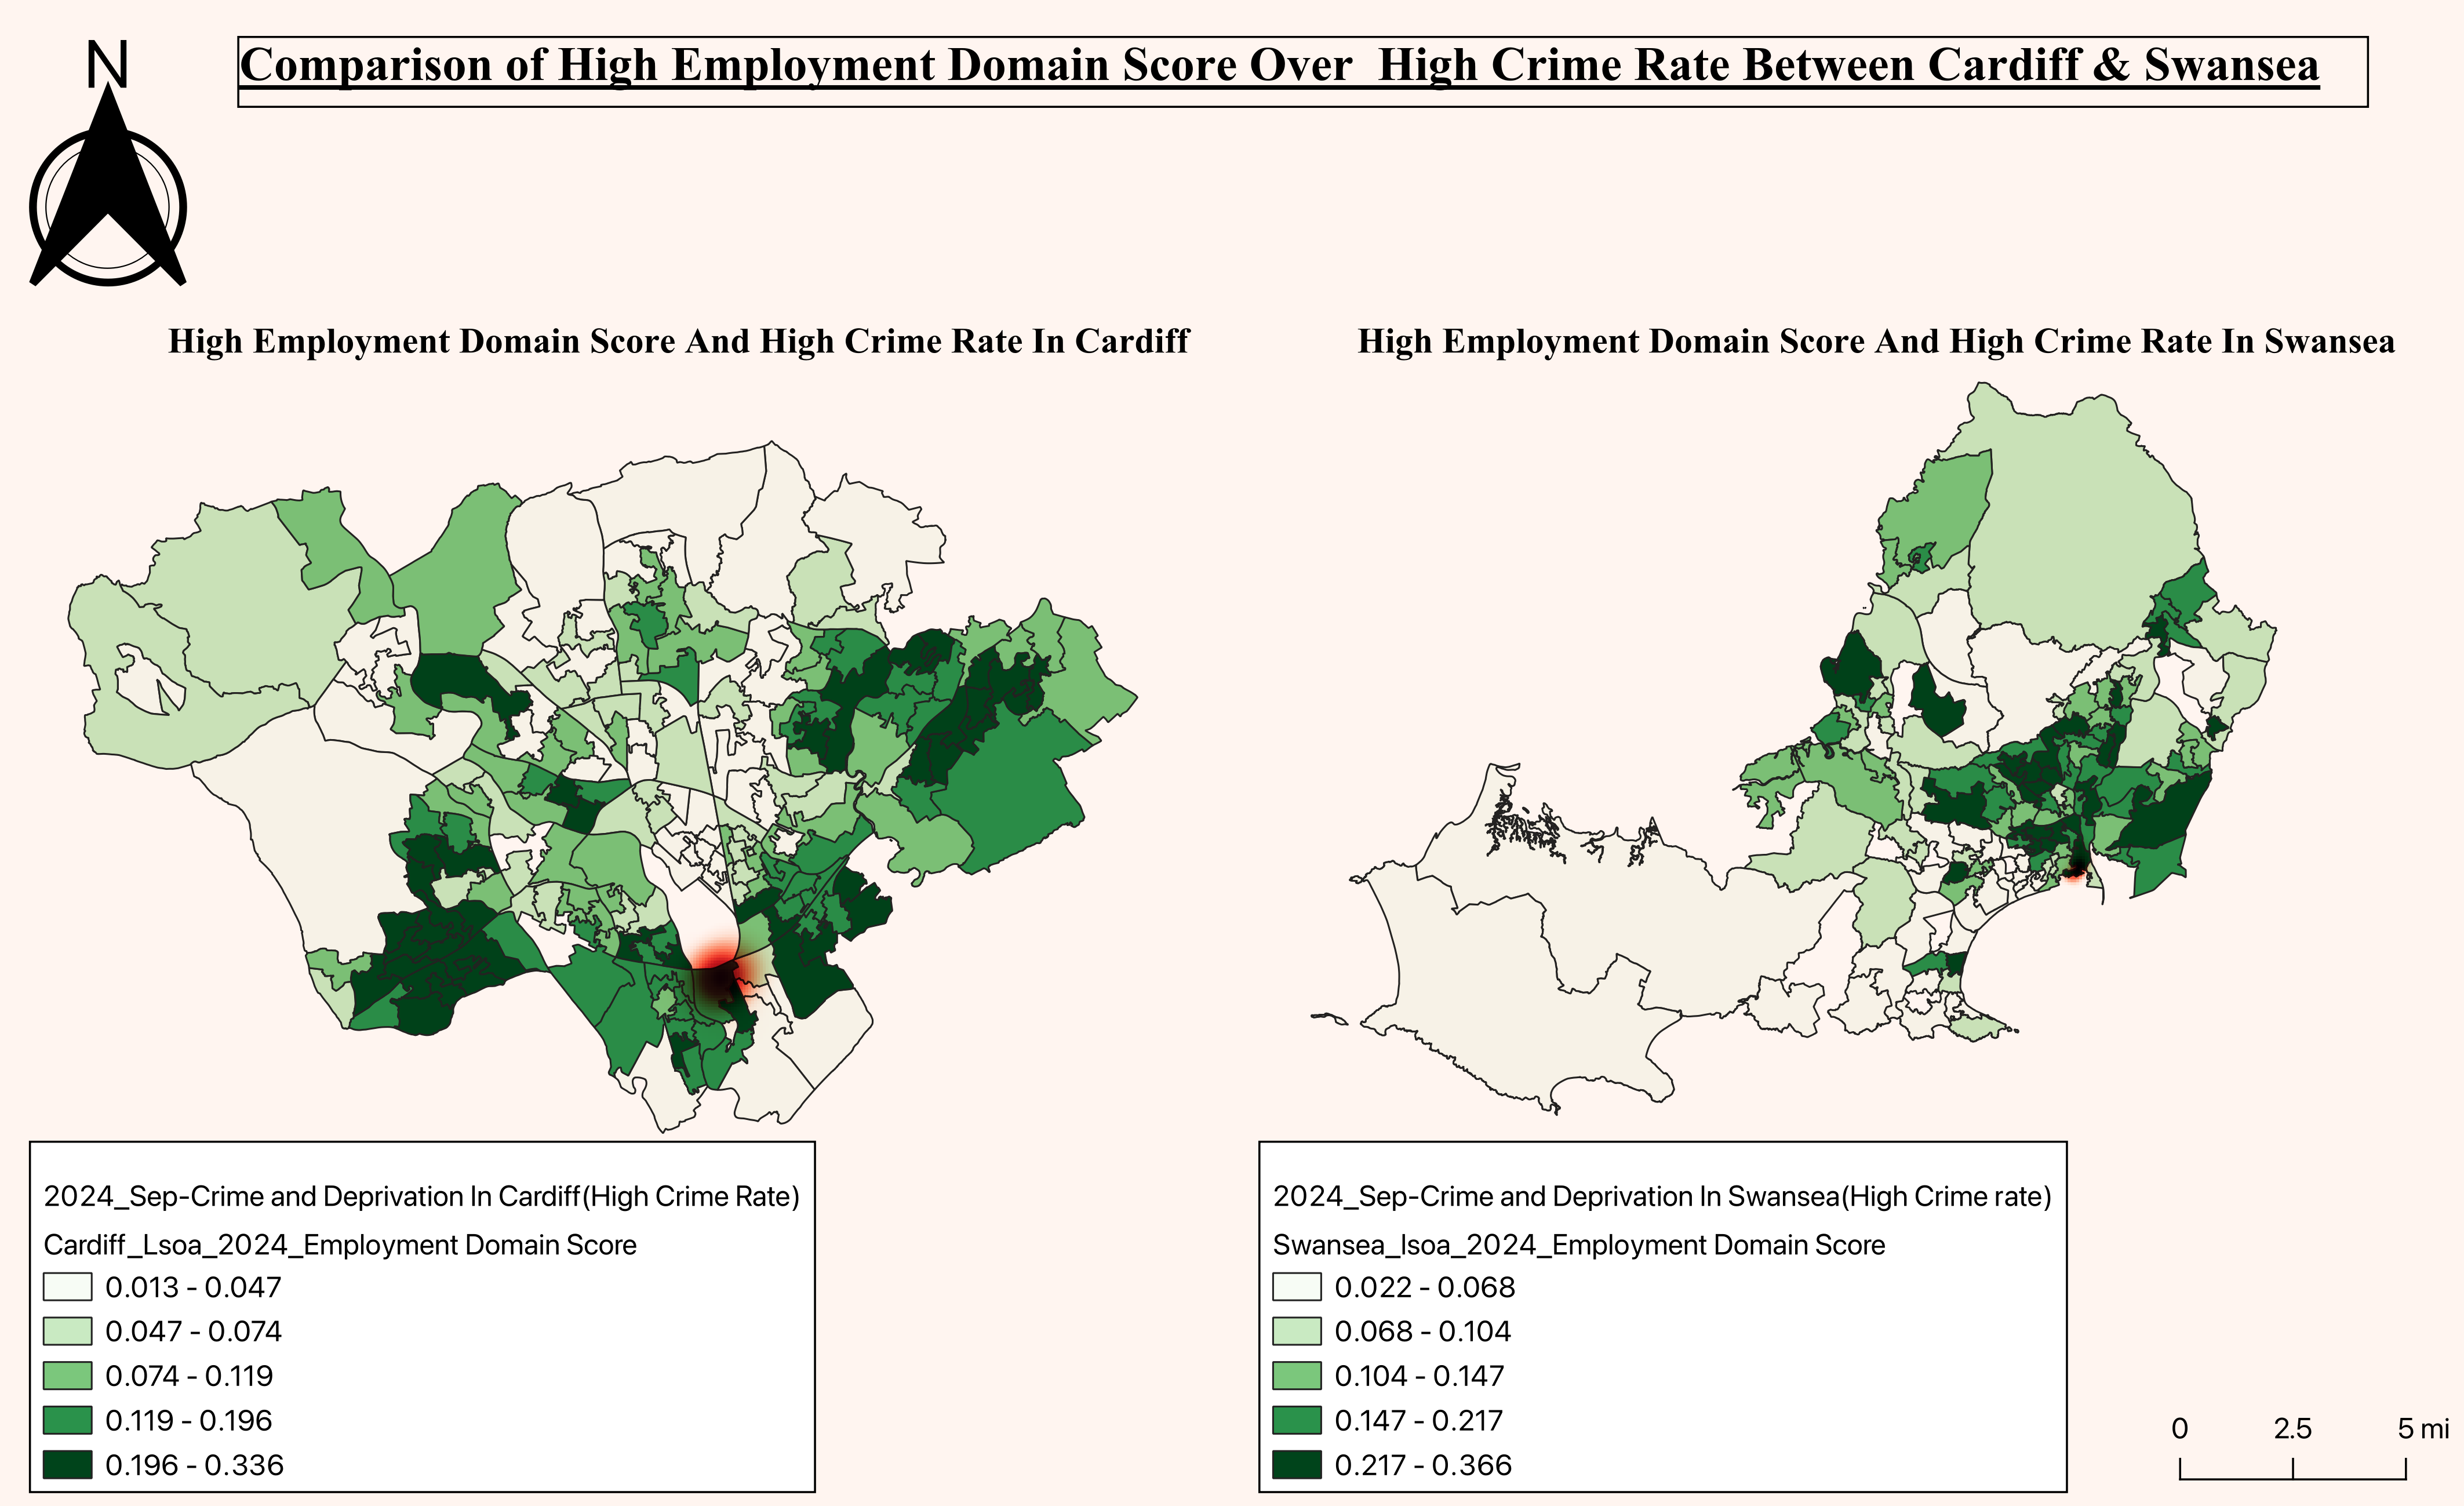 N
Comparison of High Employment Domain Score Over High Crime Rate Between Cardiff & Swansea
High Employment Domain Score And High Crime Rate In Cardiff
High Employment Domain Score And High Crime Rate In Swansea
2024_Sep-Crime and Deprivation In Cardiff(High Crime Rate)
Cardiff_Lsoa_2024_Employment Domain Score
0.013 - 0.047
0.047 - 0.074
0.074 - 0.119
0.119 - 0.196
0.196 - 0.336
2024_Sep-Crime and Deprivation In Swansea(High Crime rate)
Swansea_lsoa_2024_Employment Domain Score
0.022 - 0.068
0.068 - 0.104
0.104 - 0.147
0.147 - 0.217
0.217 - 0.366
0 2.5 5 mi